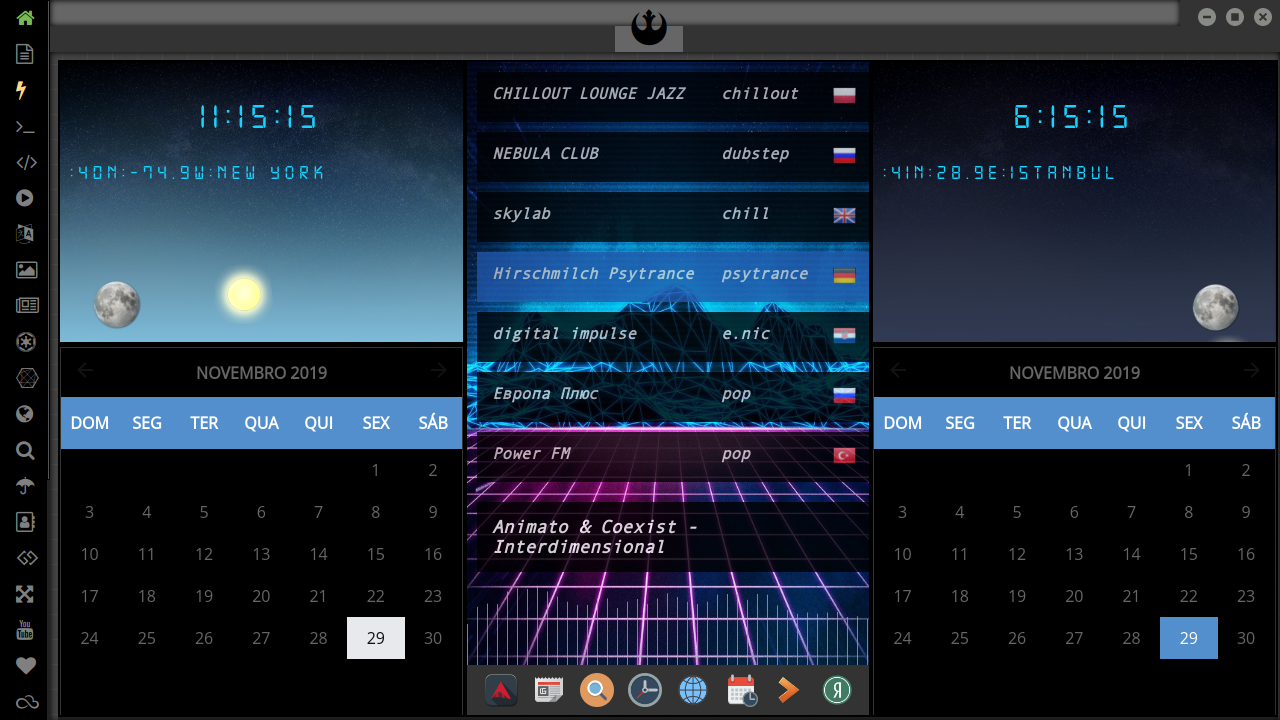 11:15:15
:40N:-74.9W:NEW YORK
NOVEMBRO 2019
DOM SEG TER QUA QUI SEX SÁB
1 2
3 4 5 6 7 8 9
10 11 12 13 14 15 16
17 18 19 20 21 22 23
24 25 26 27 28 29 30
CHILLOUT LOUNGE JAZZ chillout
NEBULA CLUB dubstep
skylab chill
Hirschmilch Psytrance psytrance
digital impulse e.nic
Европа Плюс pop
Power FM pop
Animato & Coexist -
Interdimensional
Я
6:15:15
:41N:28.9E:ISTANBUL
NOVEMBRO 2019
DOM SEG TER QUA QUI SEX SÁB
1 2
3 4 5 6 7 8 9
10 11 12 13 14 15 16
17 18 19 20 21 22 23
24 25 26 27 28 29 30
You
Tube